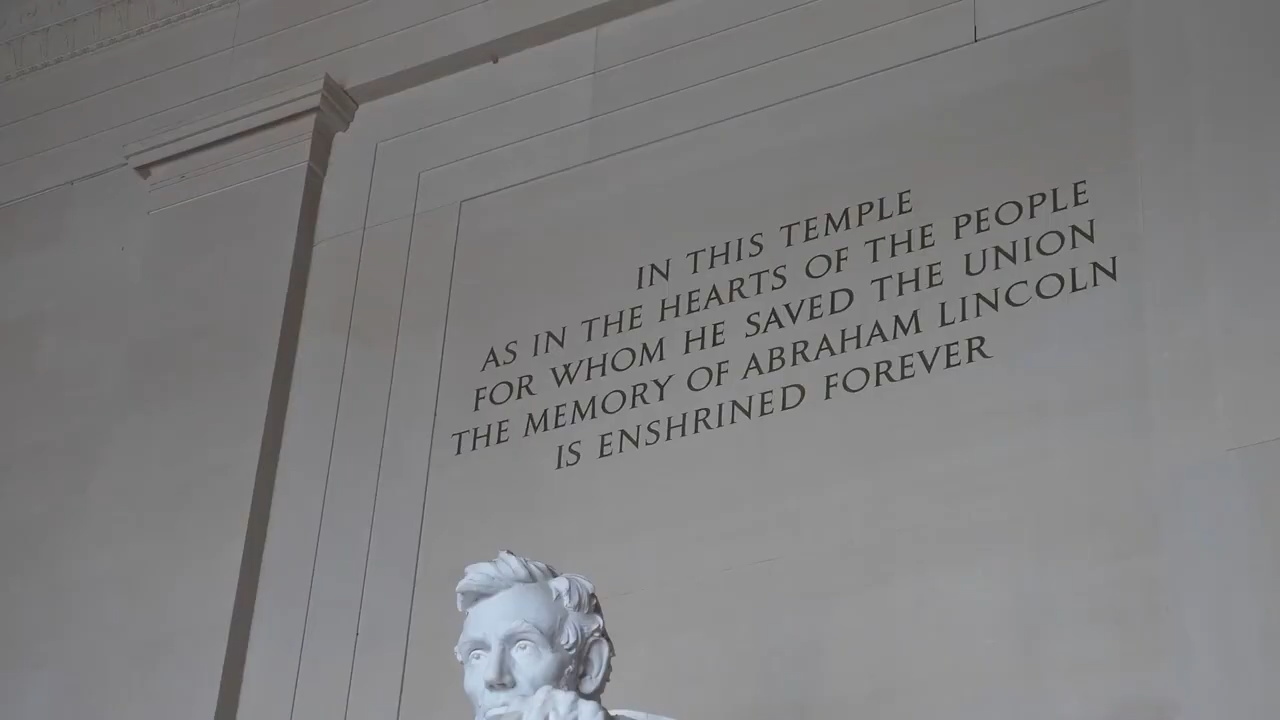 IN THIS TEMPLE
AS IN THE HEARTS OF THE PEOPLE
FOR WHOM HE SAVED THE UNION
THE MEMORY OF ABRAHAM LINCOLN
IS ENSHRINED FOREVER